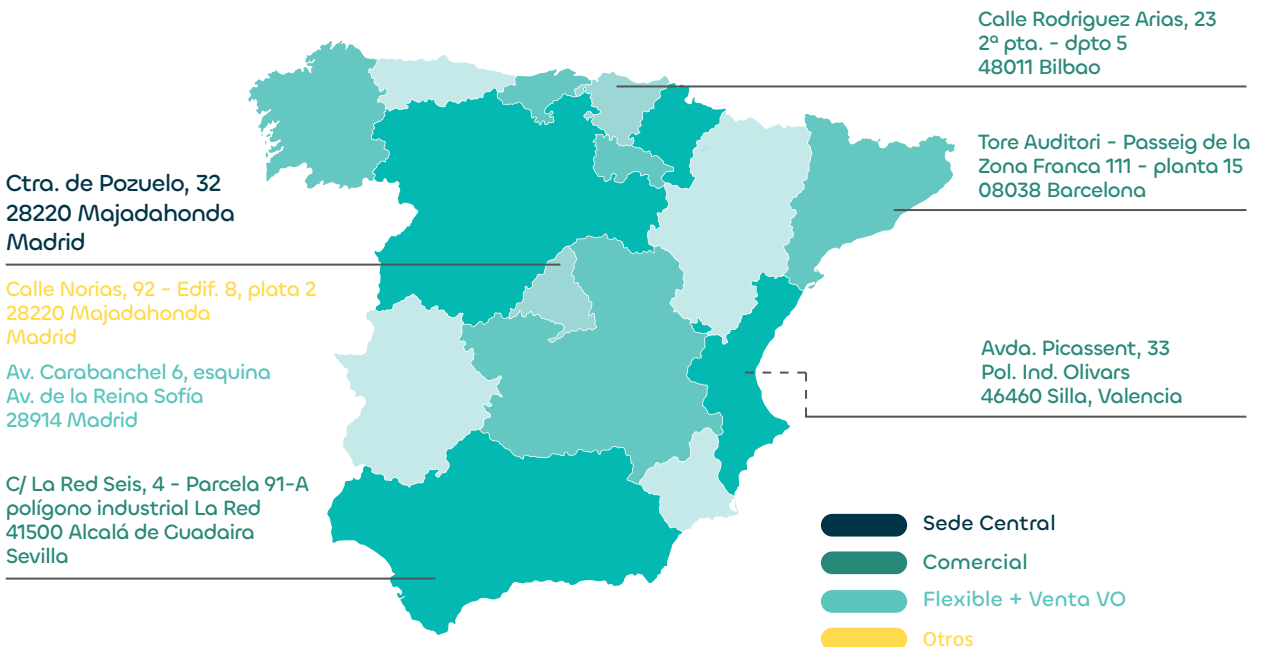 Calle Rodriguez Arias, 23
2ª pta. - dpto 5
48011 Bilbao
Tore Auditori - Passeig de la
Zona Franca 111 - planta 15
08038 Barcelona
Ctra. de Pozuelo, 32
28220 Majadahonda
Madrid
Calle Norias, 92 - Edif. 8, plata 2
28220 Majadahonda
Madrid
Av. Carabanchel 6, esquina
Av. de la Reina Sofía
28914 Madrid
Avda. Picassent, 33
Pol. Ind. Olivars
46460 Silla, Valencia
C/ La Red Seis, 4 - Parcela 91-A
polígono industrial La Red
41500 Alcalá de Guadaira
Sevilla
Sede Central
Comercial
Flexible + Venta VO
Otros